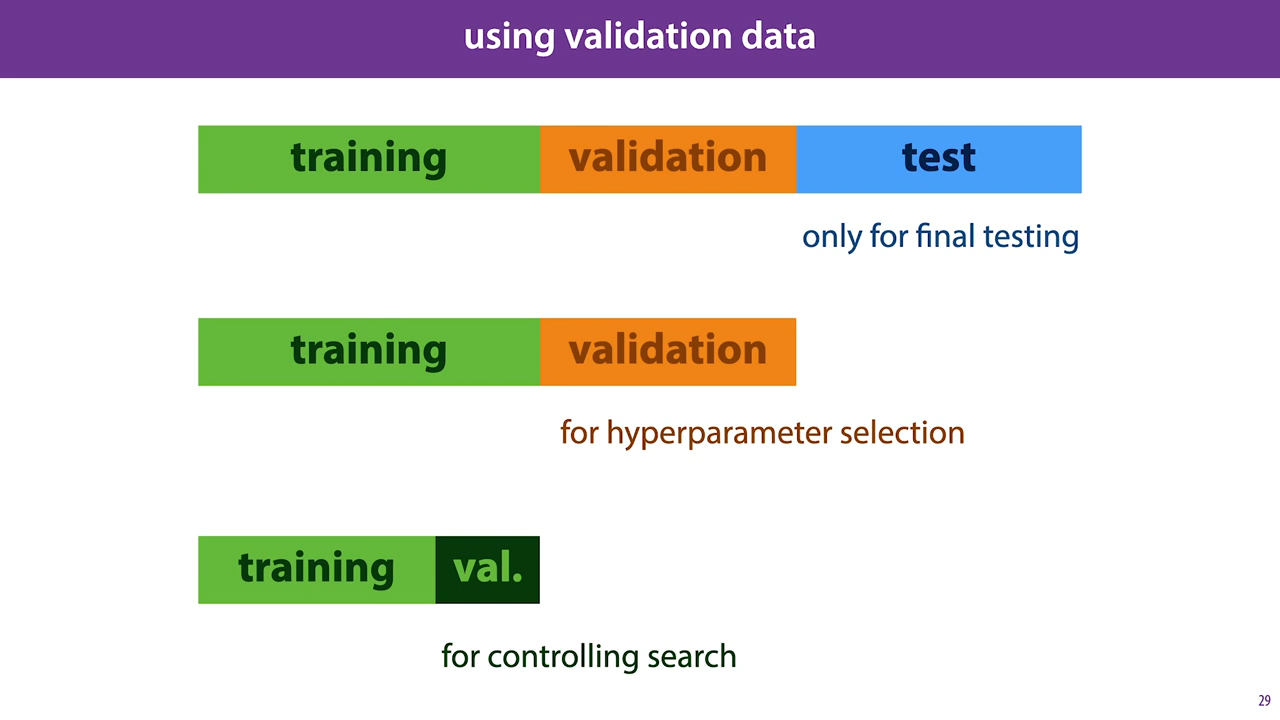 using validation data
training validation test
only for final testing
training validation
for hyperparameter selection
training val.
for controlling search
29